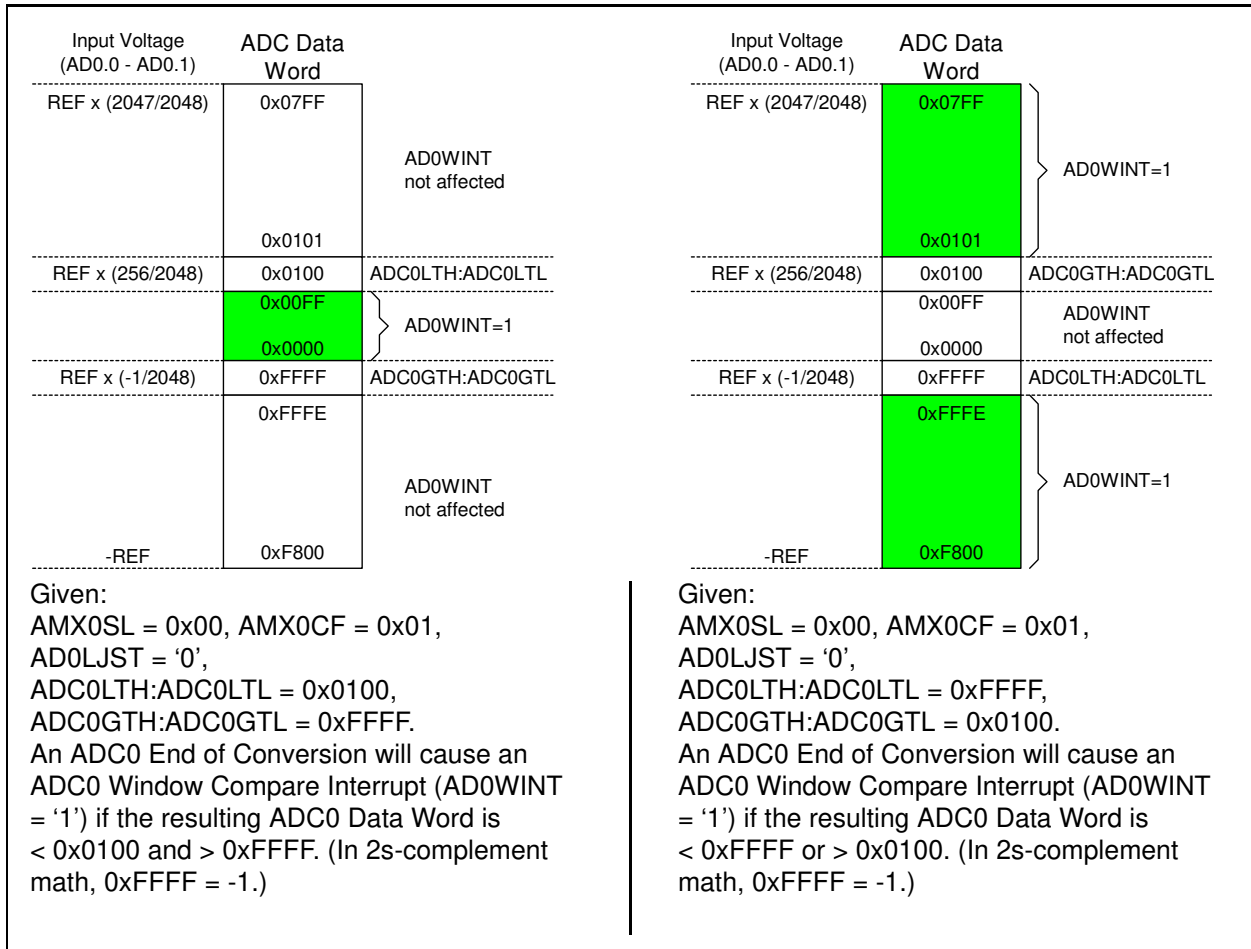 Input Voltage
(AD0.0 - AD0.1)
ADC Data
Word
REF x (2047/2048)
0x07FF
AD0WINT
not affected
0x0101
REF x (256/2048)
0x0100
ADC0LTH:ADC0LTL
0x00FF
AD0WINT=1
0x0000
REF x (-1/2048)
0xFFFF
ADC0GTH:ADC0GTL
0xFFFE
AD0WINT
not affected
-REF
0xF800
Given:
AMX0SL = 0x00, AMX0CF = 0x01,
AD0LJST = ‘0’,
ADC0LTH:ADC0LTL = 0x0100,
ADC0GTH:ADC0GTL = 0xFFFF.
An ADC0 End of Conversion will cause an
ADC0 Window Compare Interrupt (AD0WINT
= ‘1’) if the resulting ADC0 Data Word is
< 0x0100 and > 0xFFFF. (In 2s-complement
math, 0xFFFF = -1.)
Input Voltage
(AD0.0 - AD0.1)
ADC Data
Word
REF x (2047/2048)
0x07FF
AD0WINT=1
0x0101
REF x (256/2048)
0x0100
ADC0GTH:ADC0GTL
0x00FF
AD0WINT
not affected
0x0000
REF x (-1/2048)
0xFFFF
ADC0LTH:ADC0LTL
0xFFFE
AD0WINT=1
-REF
0xF800
Given:
AMX0SL = 0x00, AMX0CF = 0x01,
AD0LJST = ‘0’,
ADC0LTH:ADC0LTL = 0xFFFF,
ADC0GTH:ADC0GTL = 0x0100.
An ADC0 End of Conversion will cause an
ADC0 Window Compare Interrupt (AD0WINT
= ‘1’) if the resulting ADC0 Data Word is
< 0xFFFF or > 0x0100. (In 2s-complement
math, 0xFFFF = -1.)